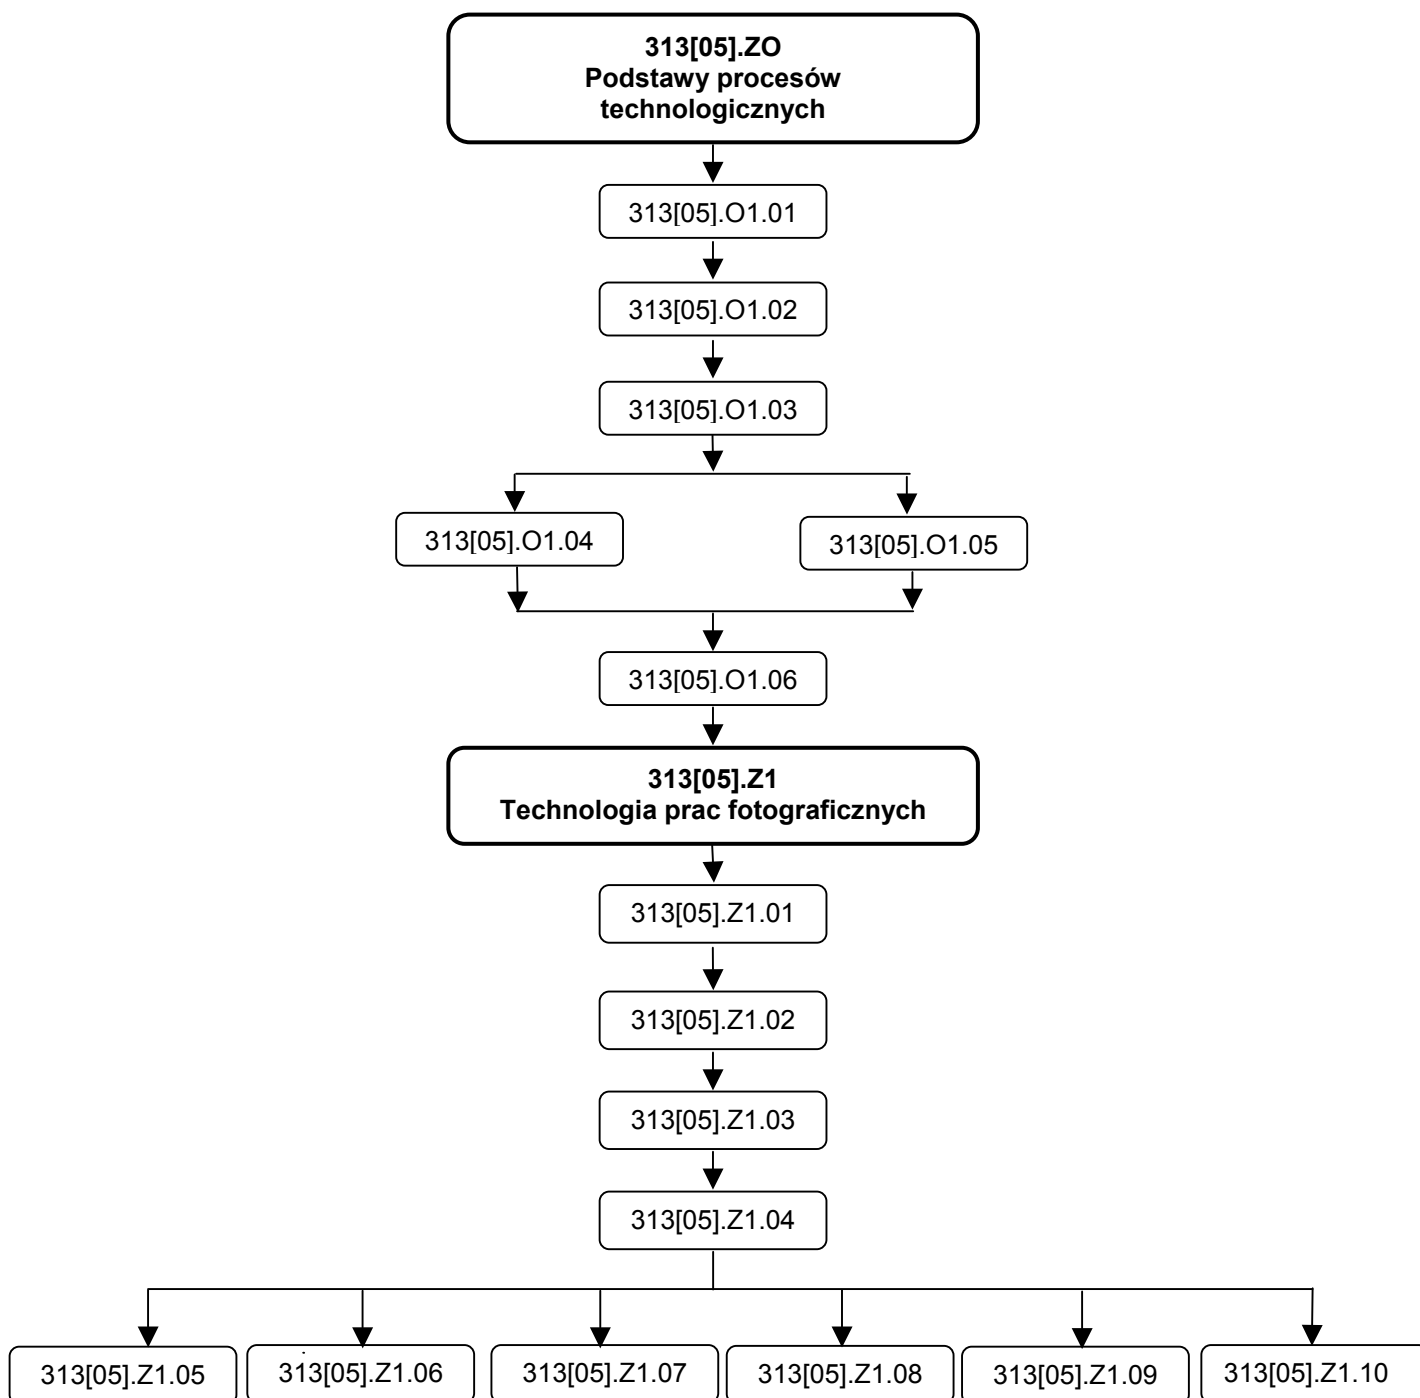 313[05].ZO
Podstawy procesów
technologicznych
313[05].O1.01
313[05].O1.02
313[05].O1.03
313[05].O1.04
313[05].O1.05
313[05].O1.06
313[05].Z1
Technologia prac fotograficznych
313[05].Z1.01
313[05].Z1.02
313[05].Z1.03
313[05].Z1.04
313[05].Z1.05
313[05].Z1.06
313[05].Z1.07
313[05].Z1.08
313[05].Z1.09
313[05].Z1.10